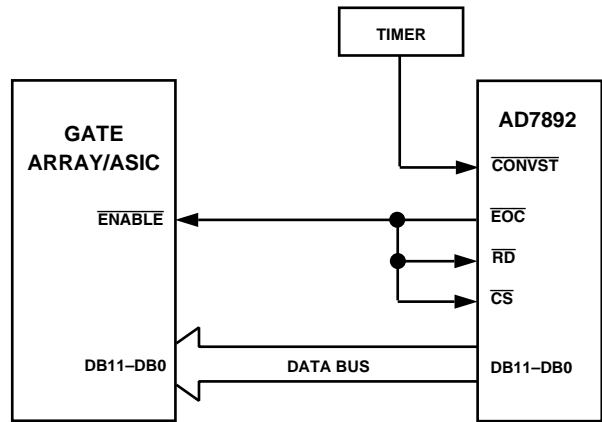 TIMER
GATE
ARRAY/ASIC
AD7892
CONVST
ENABLE
EOC
RD
CS
DB11–DB0
DATA BUS
DB11–DB0